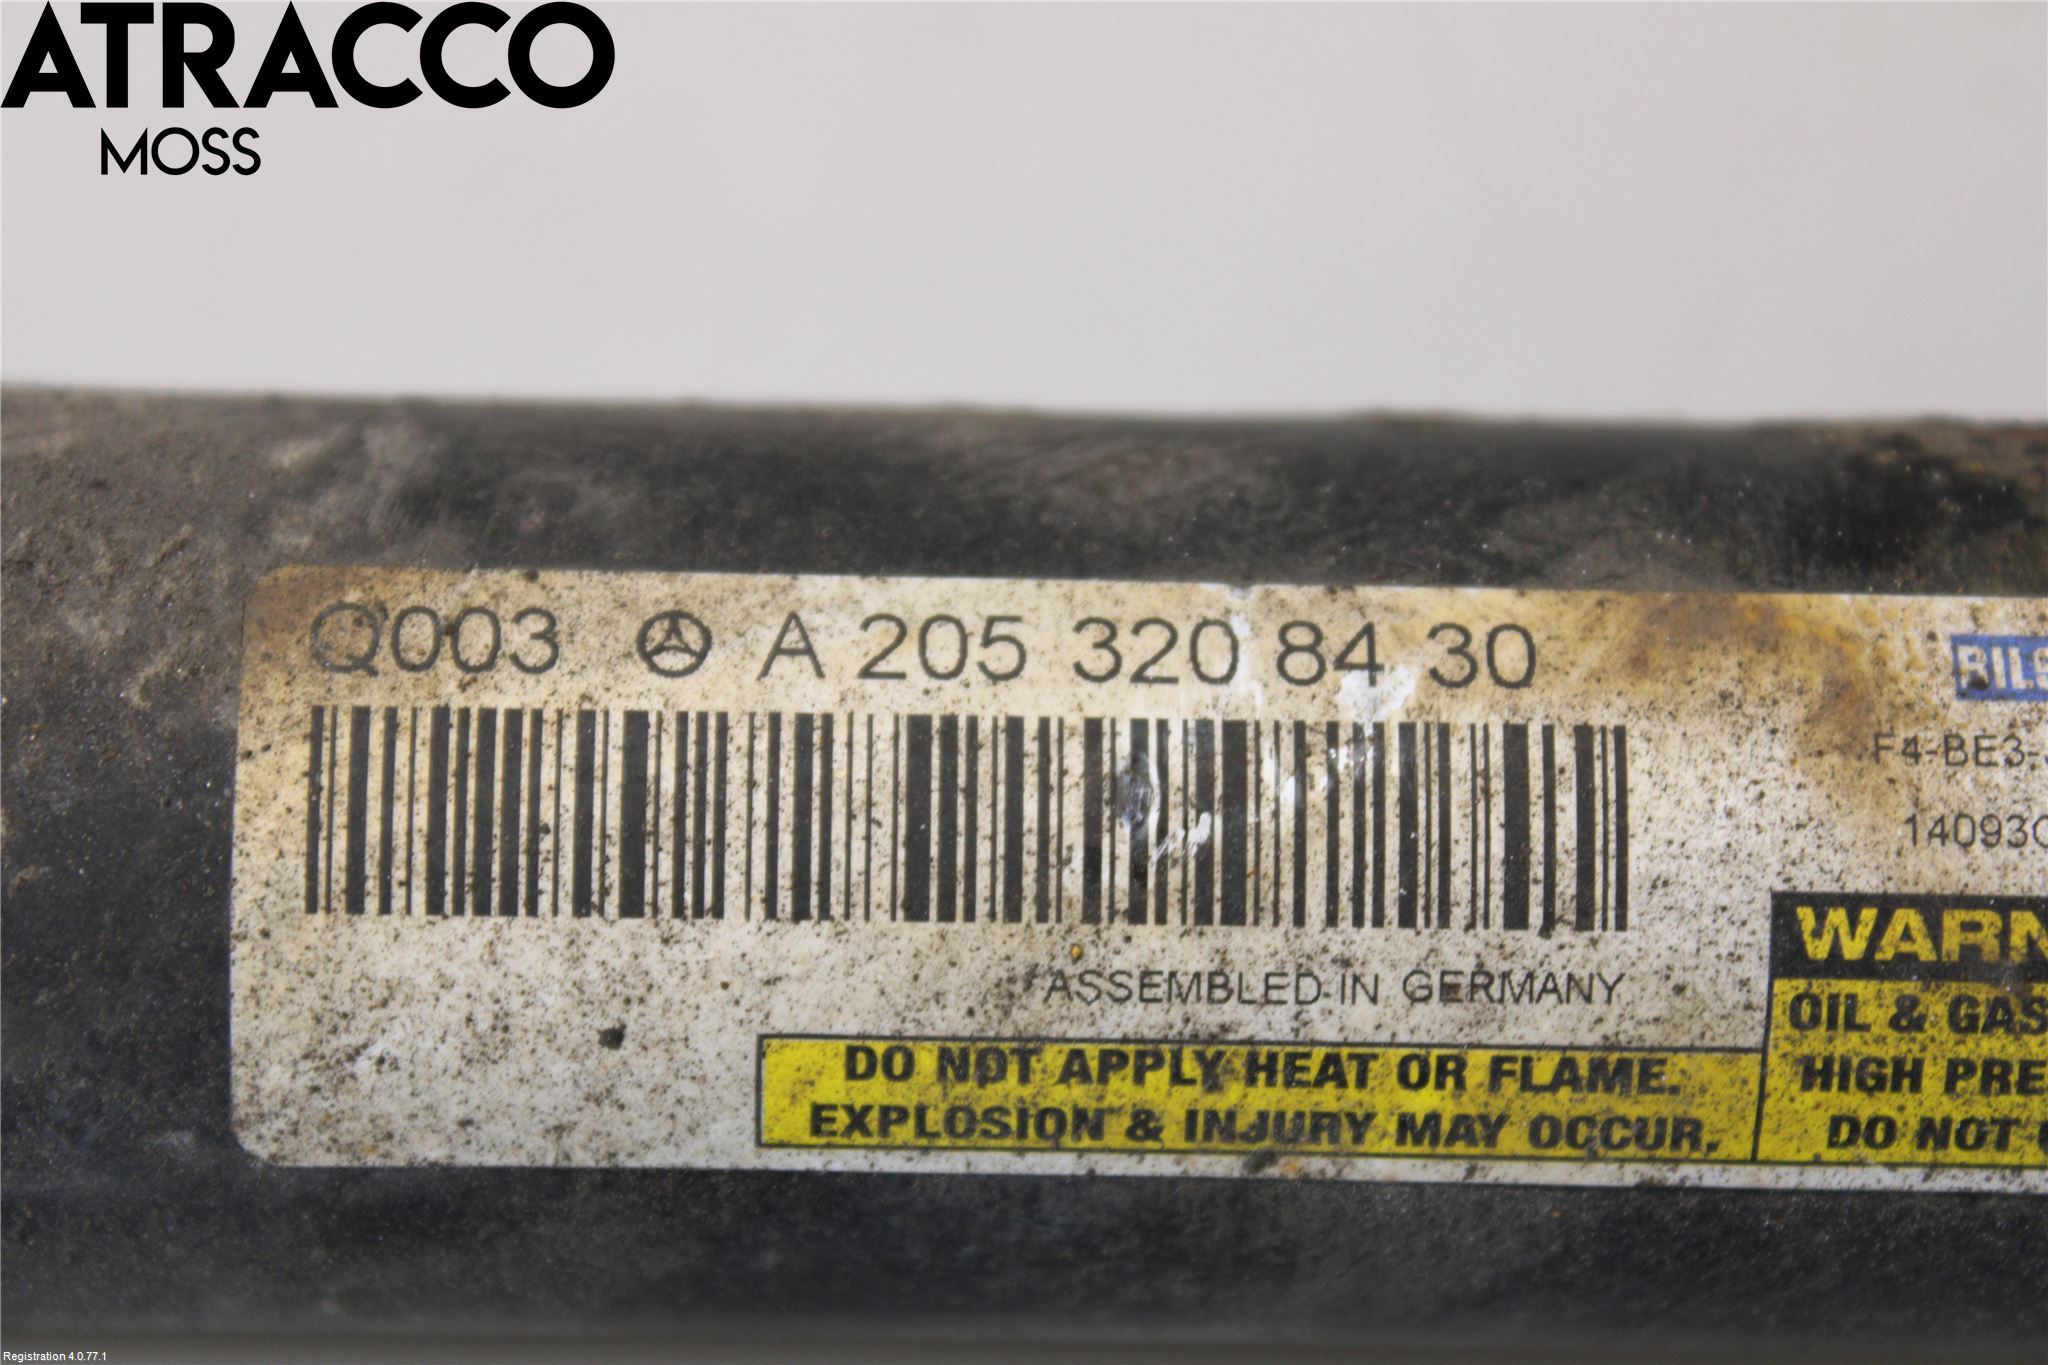 ATRACCO
MOSS
Q003 A 205 320 84 30
BILS
F4-BE3-
14093
ASSEMBLED IN GERMANY
WARN
OIL & GAS
HIGH PRE
DO NOT
DO NOT APPLY HEAT OR FLAME.
EXPLOSION & INJURY MAY OCCUR.
Registration 4.0.77.1